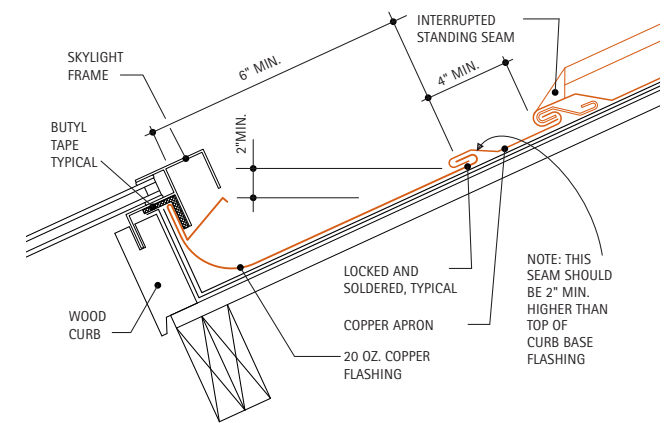 INTERRUPTED
STANDING SEAM
SKYLIGHT
FRAME
6" MIN.
4" MIN.
BUTYL
TAPE
TYPICAL
2"MIN.
LOCKED AND
SOLDERED, TYPICAL
COPPER APRON
20 OZ. COPPER
FLASHING
NOTE: THIS
SEAM SHOULD
BE 2" MIN.
HIGHER THAN
TOP OF
CURB BASE
FLASHING
WOOD
CURB